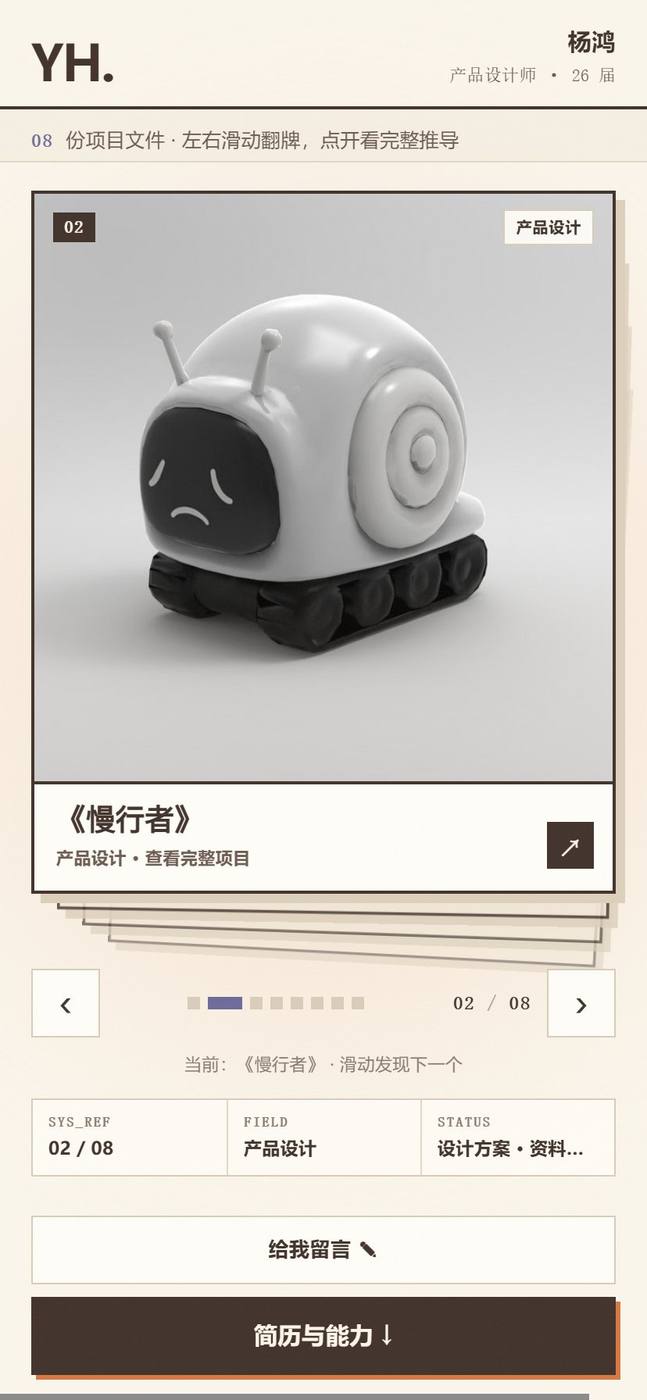 YH.
杨鸿
产品设计师 • 26 届
08 份项目文件 · 左右滑动翻牌，点开看完整推导
02
产品设计
《慢行者》
产品设计 • 查看完整项目
↗
‹
02 / 08
›
当前：《慢行者》 · 滑动发现下一个
SYS_REF
02 / 08
FIELD
产品设计
STATUS
设计方案 • 资料...
给我留言 ✎
简历与能力 ↓